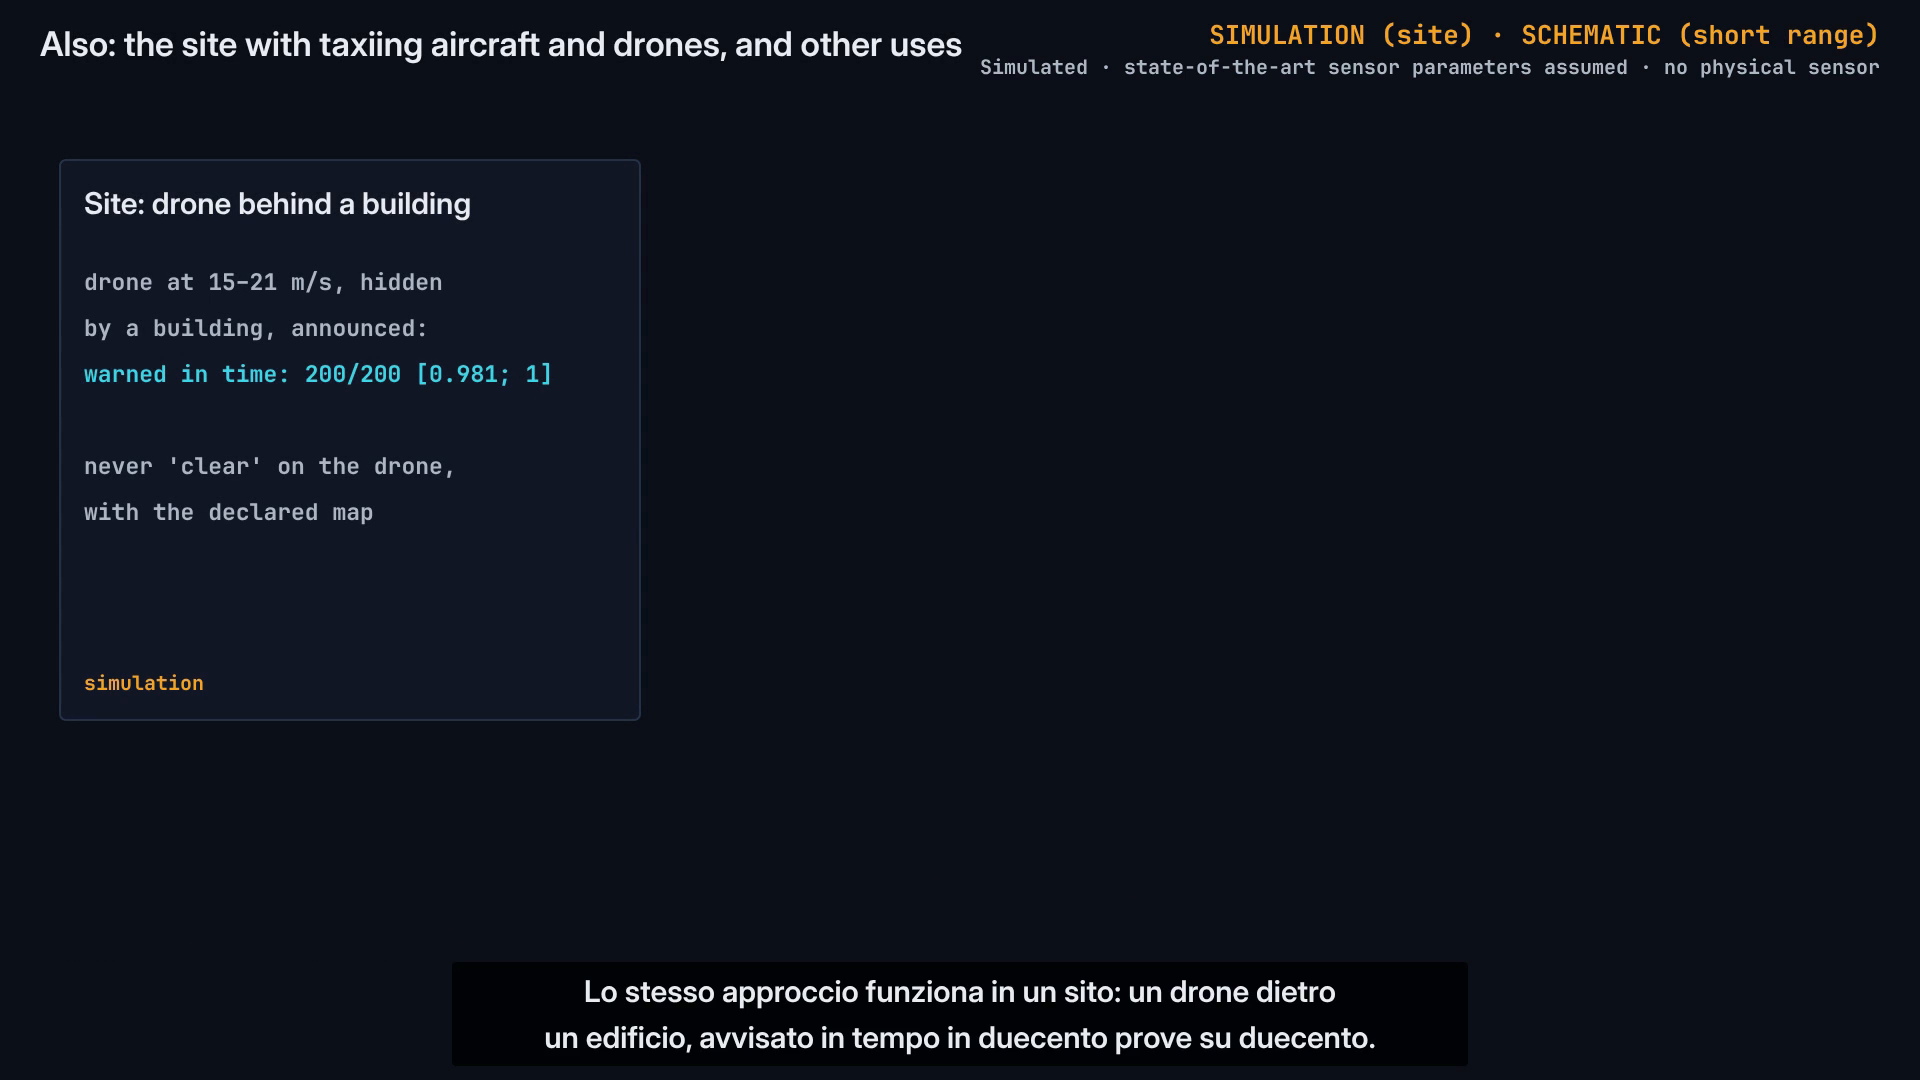 Also: the site with taxiing aircraft and drones, and other uses
SIMULATION (site) · SCHEMATIC (short range)
Simulated · state-of-the-art sensor parameters assumed · no physical sensor
Site: drone behind a building
drone at 15–21 m/s, hidden
by a building, announced:
warned in time: 200/200 [0.981; 1]
never 'clear' on the drone,
with the declared map
simulation
Lo stesso approccio funziona in un sito: un drone dietro
un edificio, avvisato in tempo in duecento prove su duecento.